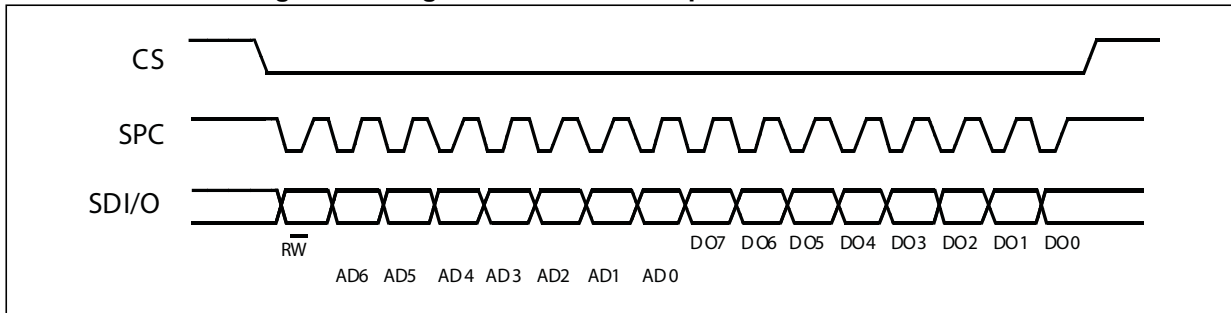 CS
SPC
SDI/O
RW DO7 DO6 DO5 DO4 DO3 DO2 DO1 DO0
AD6 AD5 AD4 AD3 AD2 AD1 AD0